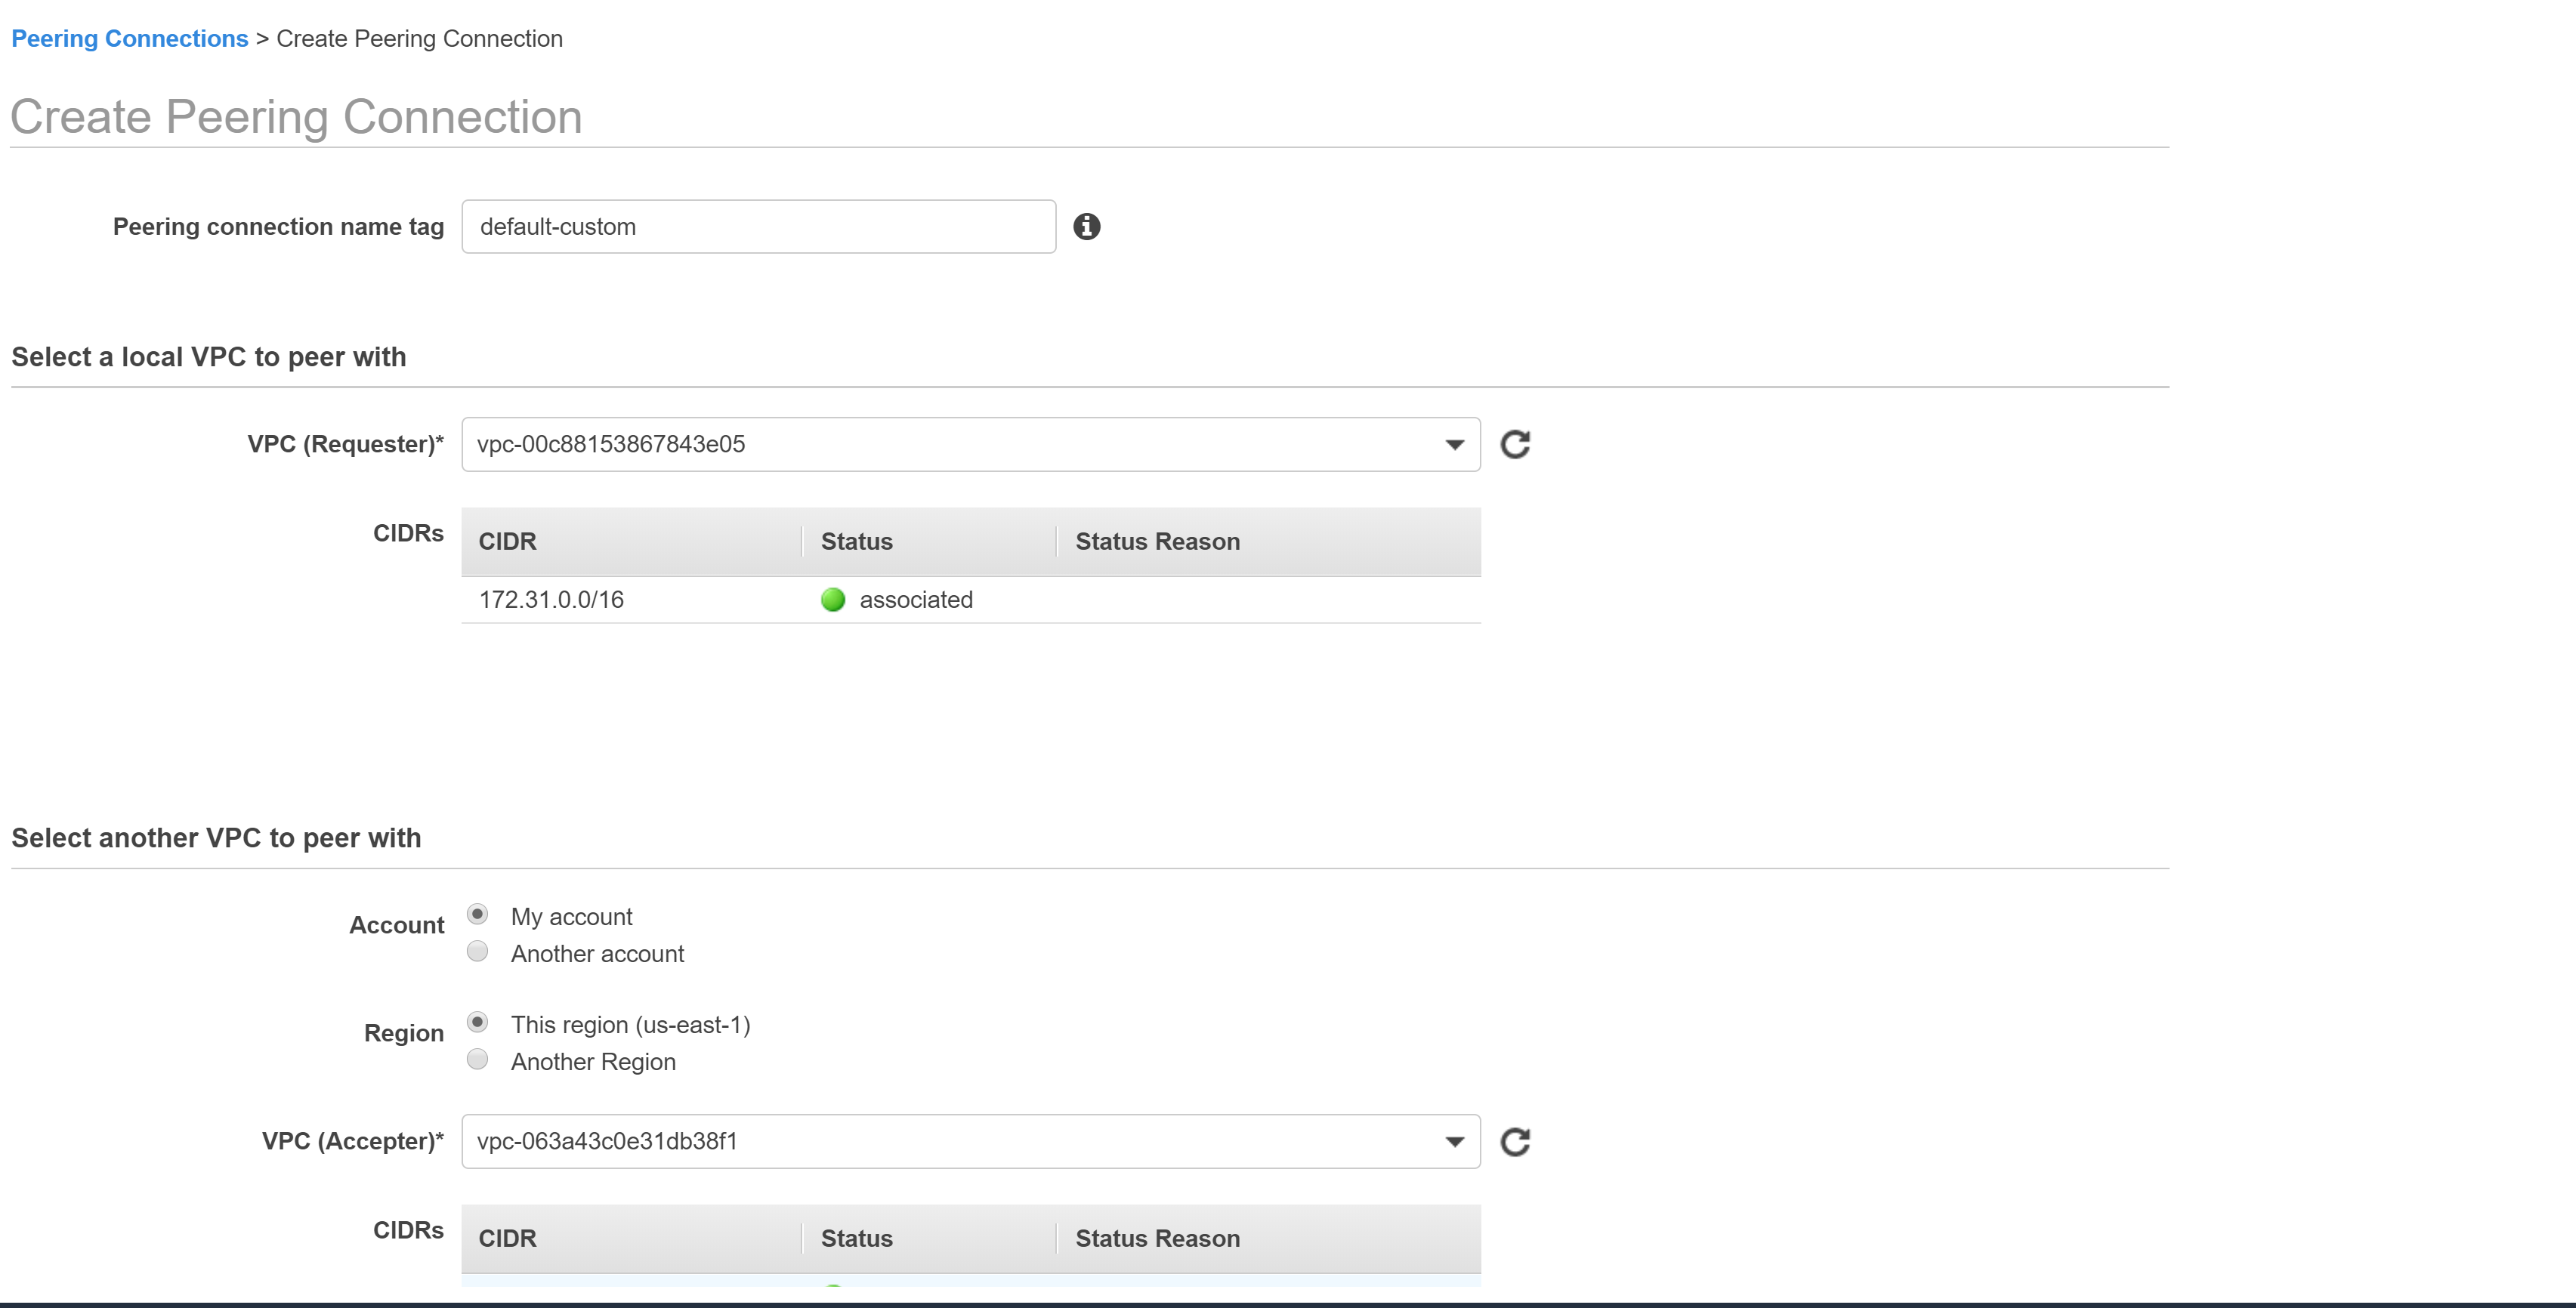 Peering Connections > Create Peering Connection
Create Peering Connection
Peering connection name tag default-custom
Select a local VPC to peer with
VPC (Requester)* vpc-00c88153867843e05
CIDRs CIDR Status Status Reason
172.31.0.0/16 associated
Select another VPC to peer with
Account My account
Another account
Region This region (us-east-1)
Another Region
VPC (Accepter)* vpc-063a43c0e31db38f1
CIDRs CIDR Status Status Reason